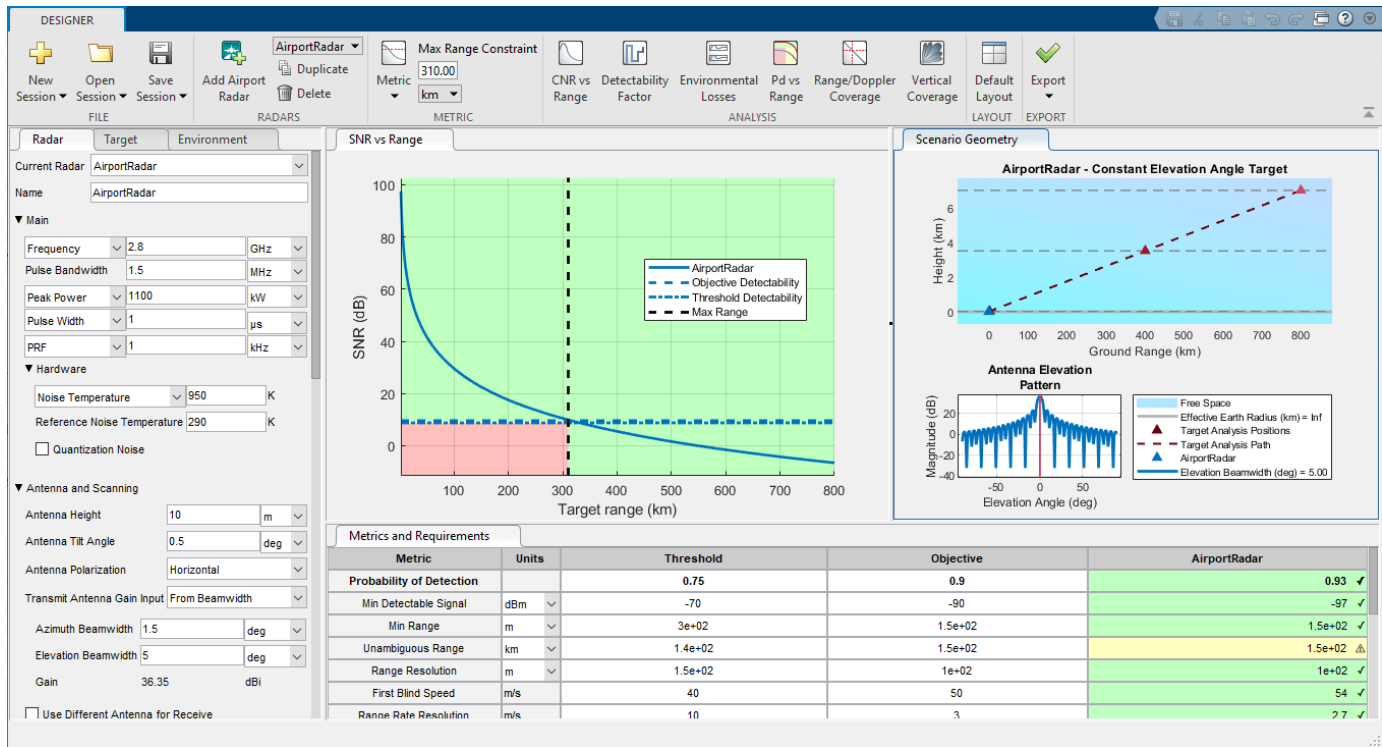 DESIGNER
New Session
Open Session
Save Session
FILE
Add Airport Radar
AirportRadar
Duplicate
Delete
RADARS
Metric
Max Range Constraint
310.00
km
METRIC
CNR vs Range
Detectability Factor
Environmental Losses
Pd vs Range
Range/Doppler Coverage
Vertical Coverage
ANALYSIS
Default Layout
LAYOUT
Export
EXPORT
Radar Target Environment
Current Radar AirportRadar
Name AirportRadar
Main
Frequency 2.8 GHz
Pulse Bandwidth 1.5 MHz
Peak Power 1100 kW
Pulse Width 1 µs
PRF 1 kHz
Hardware
Noise Temperature 950 K
Reference Noise Temperature 290 K
Quantization Noise
Antenna and Scanning
Antenna Height 10 m
Antenna Tilt Angle 0.5 deg
Antenna Polarization Horizontal
Transmit Antenna Gain Input From Beamwidth
Azimuth Beamwidth 1.5 deg
Elevation Beamwidth 5 deg
Gain 36.35 dBi
Use Different Antenna for Receive
SNR vs Range
SNR (dB)
100
80
60
40
20
0
AirportRadar
Objective Detectability
Threshold Detectability
Max Range
100 200 300 400 500 600 700 800
Target range (km)
Scenario Geometry
AirportRadar - Constant Elevation Angle Target
Height (km)
6
4
2
0
0 100 200 300 400 500 600 700 800
Ground Range (km)
Antenna Elevation
Pattern
Magnitude (dB)
20
0
-20
-40
-50 0 50
Elevation Angle (deg)
Free Space
Effective Earth Radius (km) = Inf
Target Analysis Positions
Target Analysis Path
AirportRadar
Elevation Beamwidth (deg) = 5.00
Metrics and Requirements
Metric Units Threshold Objective AirportRadar
Probability of Detection 0.75 0.9 0.93
Min Detectable Signal dBm -70 -90 -97
Min Range m 3e+02 1.5e+02 1.5e+02
Unambiguous Range km 1.4e+02 1.5e+02 1.5e+02
Range Resolution m 1.5e+02 1e+02 1e+02
First Blind Speed m/s 40 50 54
Range Rate Resolution m/s 10 3 2.7